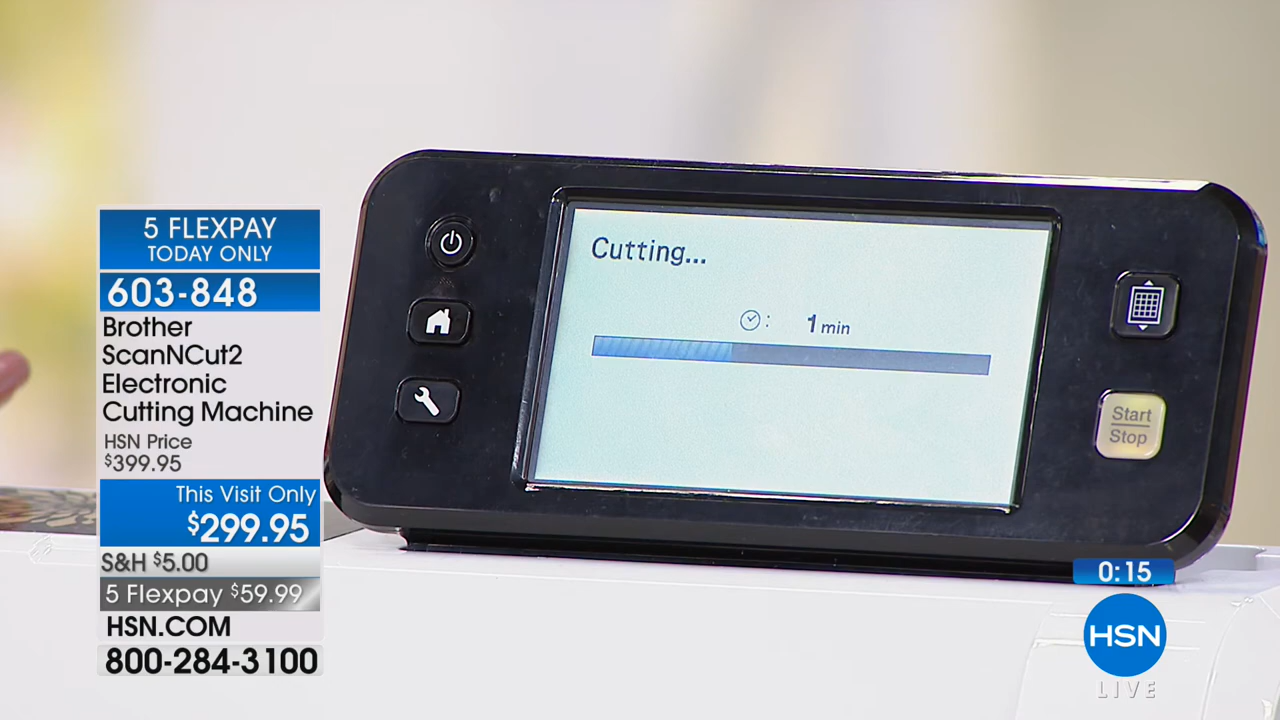 5 FLEXPAY
TODAY ONLY
603-848
Brother
ScanNCut2
Electronic
Cutting Machine
HSN Price
$399.95
This Visit Only
$299.95
S&H $5.00
5 Flexpay $59.99
HSN.COM
800-284-3100
Cutting...
: 1 min
Start
Stop
0:15
HSN
LIVE